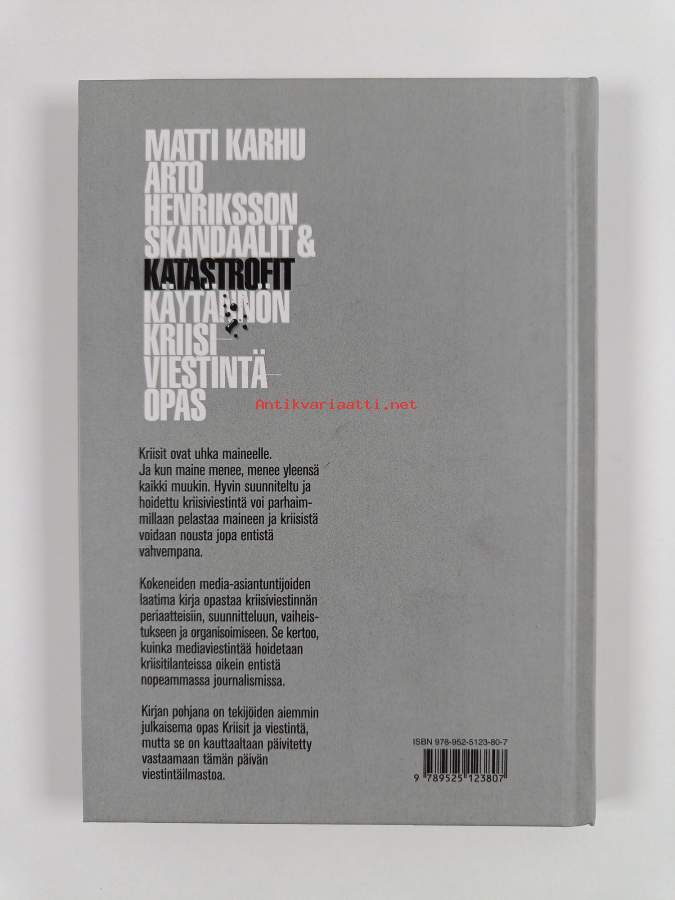 MATTI KARHU
ARTO
HENRIKSSON
SKANDAALIT &
KATASTROFIT
KÄYTÄNNÖN
KRIISI–
VIESTINTÄ–
OPAS
Antikvariaatti.net
Kriisit ovat uhka maineelle.
Ja kun maine menee, menee yleensä
kaikki muukin. Hyvin suunniteltu ja
hoidettu kriisiviestintä voi parhaim-
millaan pelastaa maineen ja kriisistä
voidaan nousta jopa entistä
vahvempana.
Kokeneiden media-asiantuntijoiden
laatima kirja opastaa kriisiviestinnän
periaatteisiin, suunnitteluun, vaiheis-
tukseen ja organisoimiseen. Se kertoo,
kuinka mediaviestintää hoidetaan
kriisitilanteissa oikein entistä
nopeammassa journalismissa.
Kirjan pohjana on tekijöiden aiemmin
julkaisema opas Kriisit ja viestintä,
mutta se on kauttaaltaan päivitetty
vastaamaan tämän päivän
viestintäilmastoa.
ISBN 978-952-5123-80-7
9 789525 123807